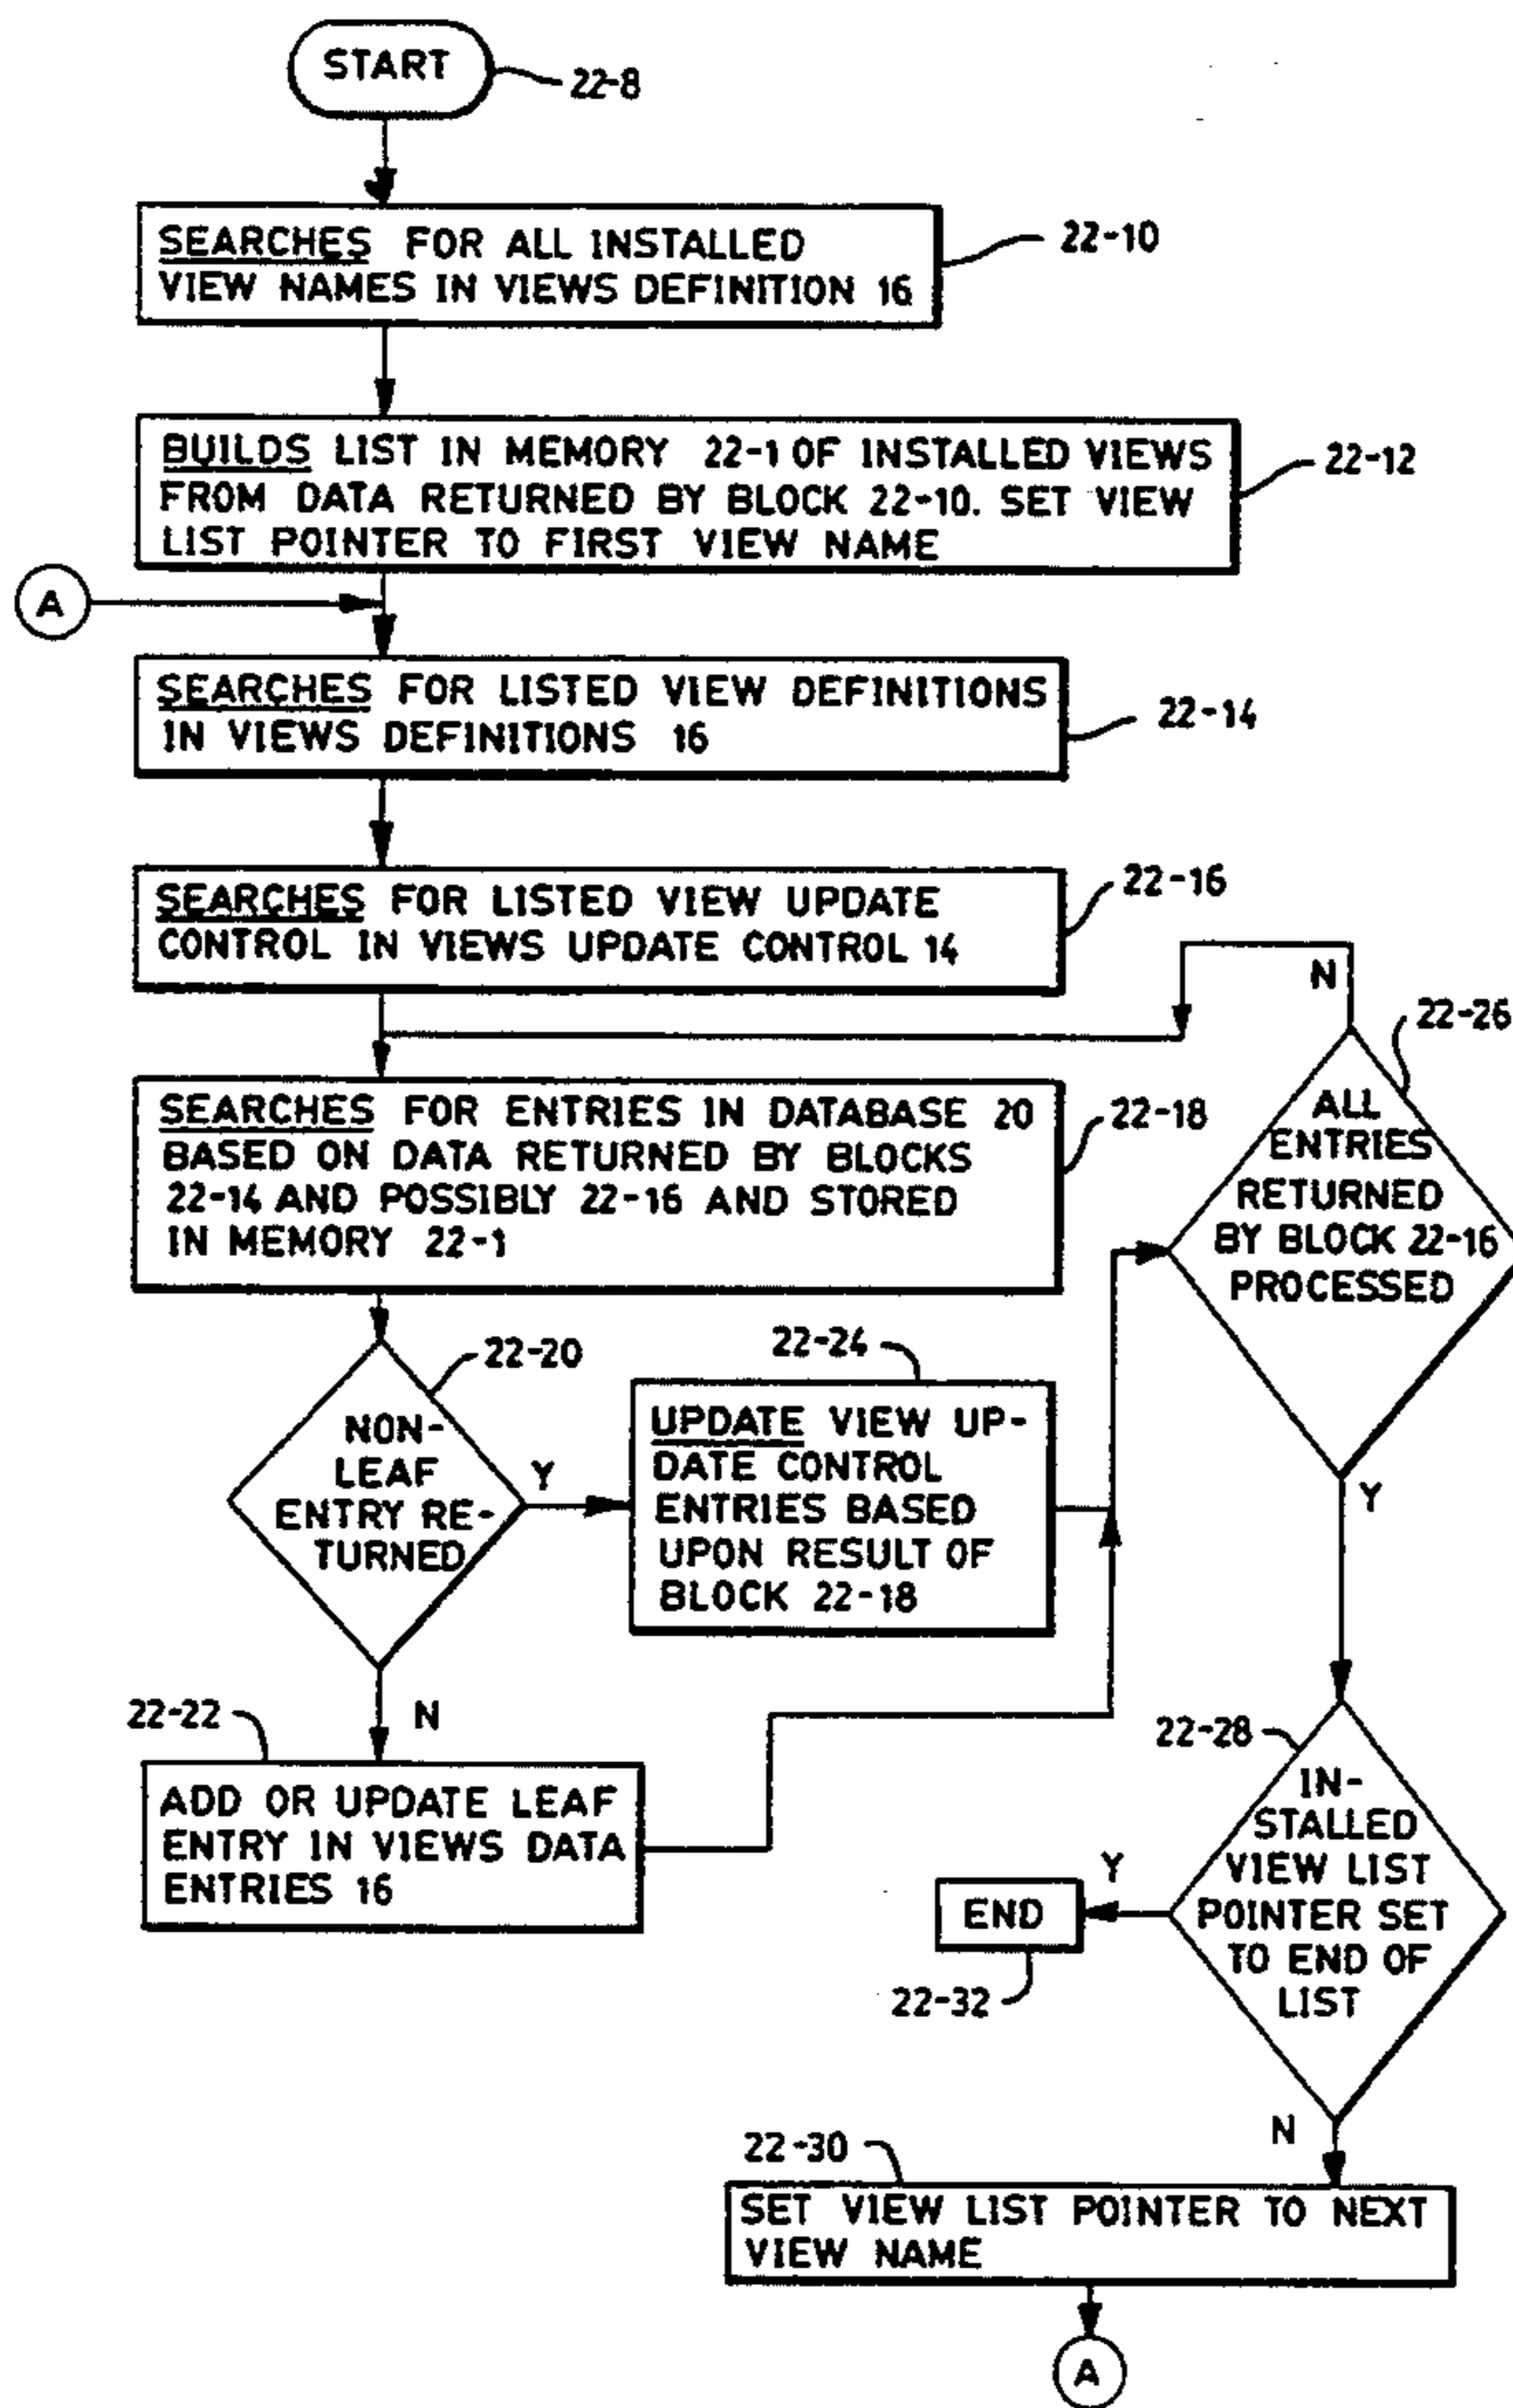 START
22-8
SEARCHES FOR ALL INSTALLED
VIEW NAMES IN VIEWS DEFINITION 16
22-10
BUILDS LIST IN MEMORY 22-1 OF INSTALLED VIEWS
FROM DATA RETURNED BY BLOCK 22-10. SET VIEW
LIST POINTER TO FIRST VIEW NAME
22-12
A
SEARCHES FOR LISTED VIEW DEFINITIONS
IN VIEWS DEFINITIONS 16
22-14
SEARCHES FOR LISTED VIEW UPDATE
CONTROL IN VIEWS UPDATE CONTROL 14
22-16
SEARCHES FOR ENTRIES IN DATABASE 20
BASED ON DATA RETURNED BY BLOCKS
22-14 AND POSSIBLY 22-16 AND STORED
IN MEMORY 22-1
22-18
N
22-26
ALL
ENTRIES
RETURNED
BY BLOCK 22-16
PROCESSED
Y
22-20
NON-
LEAF
ENTRY RE-
TURNED
Y
N
22-24
UPDATE VIEW UP-
DATE CONTROL
ENTRIES BASED
UPON RESULT OF
BLOCK 22-18
22-22
ADD OR UPDATE LEAF
ENTRY IN VIEWS DATA
ENTRIES 16
22-28
IN-
STALLED
VIEW LIST
POINTER SET
TO END OF
LIST
Y
END
22-32
N
22-30
SET VIEW LIST POINTER TO NEXT
VIEW NAME
A